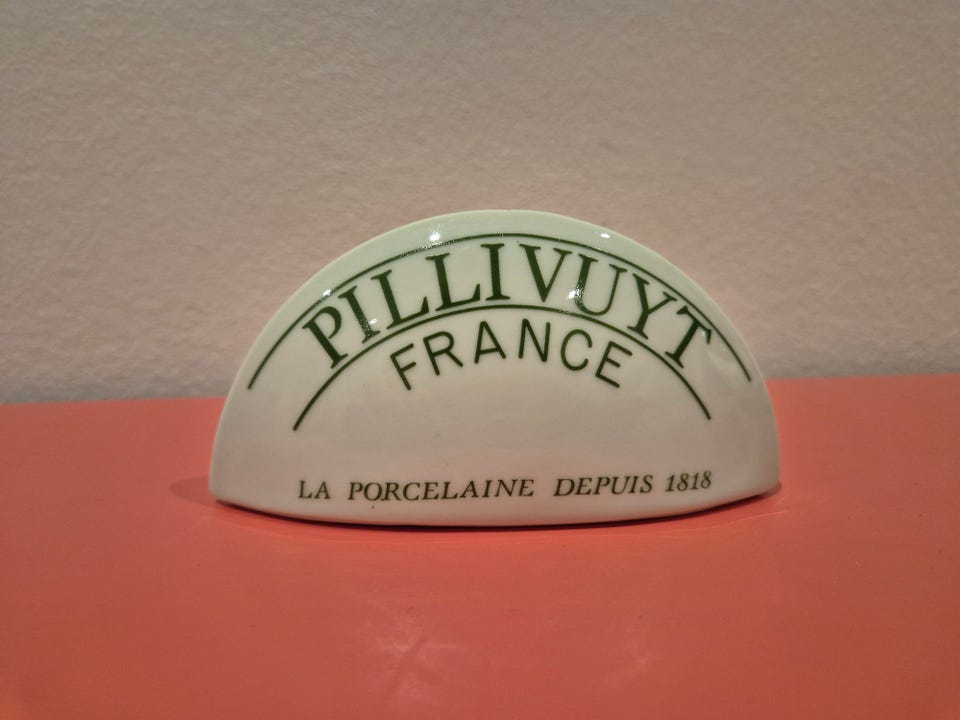 PILLIVUYT
FRANCE
LA PORCELAINE DEPUIS 1818